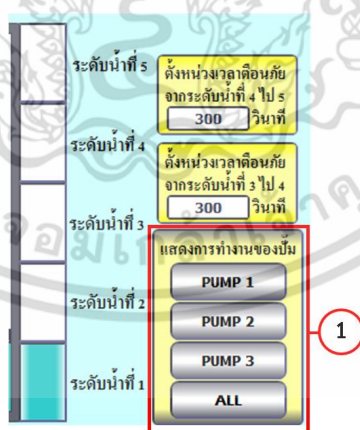 ระดับน้ำที่ 5
ตั้งหน่วงเวลาเตือนภัย
จากระดับน้ำที่ 4 ไป 5
300 วินาที
ระดับน้ำที่ 4
ตั้งหน่วงเวลาเตือนภัย
จากระดับน้ำที่ 3 ไป 4
300 วินาที
ระดับน้ำที่ 3
แสดงการทำงานของปั๊ม
PUMP 1
ระดับน้ำที่ 2
PUMP 2
1
PUMP 3
ระดับน้ำที่ 1
ALL